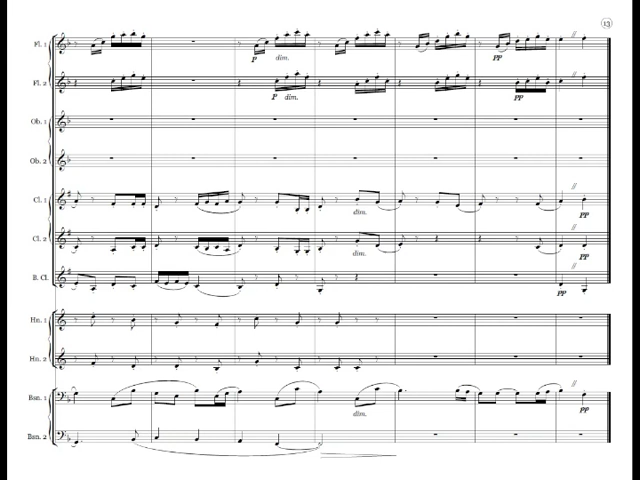 13
Fl. 1
p dim. pp
Fl. 2
p dim. pp
Ob. 1
Ob. 2
Cl. 1
dim. pp
Cl. 2
dim. pp
B. Cl.
pp
Hn. 1
Hn. 2
Bsn. 1
dim. pp
Bsn. 2